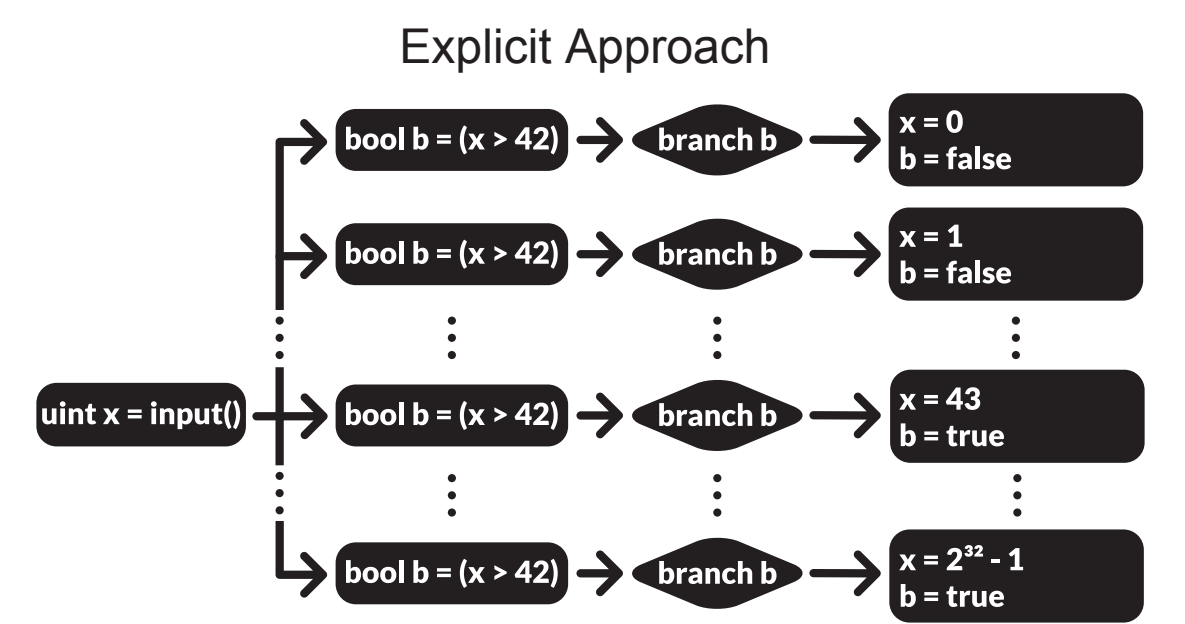 Explicit Approach
bool b = (x > 42)
branch b
x = 0
b = false
bool b = (x > 42)
branch b
x = 1
b = false
uint x = input()
bool b = (x > 42)
branch b
x = 43
b = true
bool b = (x > 42)
branch b
x = 2³² - 1
b = true